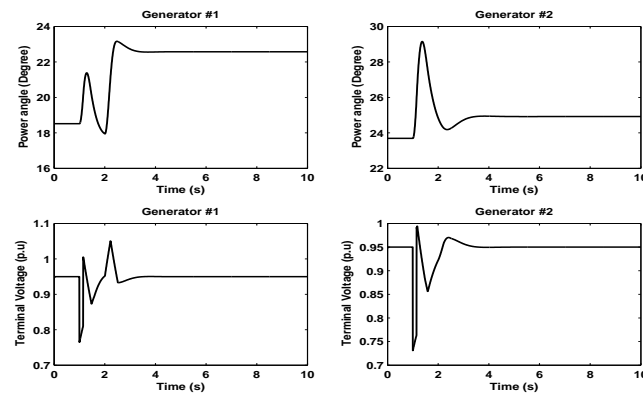 Generator #1
24
22
20
18
16
Power angle (Degree)
0 2 4 6 8 10
Time (s)
Generator #2
30
28
26
24
22
Power angle (Degree)
0 2 4 6 8 10
Time (s)
Generator #1
1.1
1
0.9
0.8
0.7
Terminal Voltage (p.u)
0 2 4 6 8 10
Time (s)
Generator #2
1
0.95
0.9
0.85
0.8
0.75
0.7
Terminal Voltage (p.u)
0 2 4 6 8 10
Time (s)